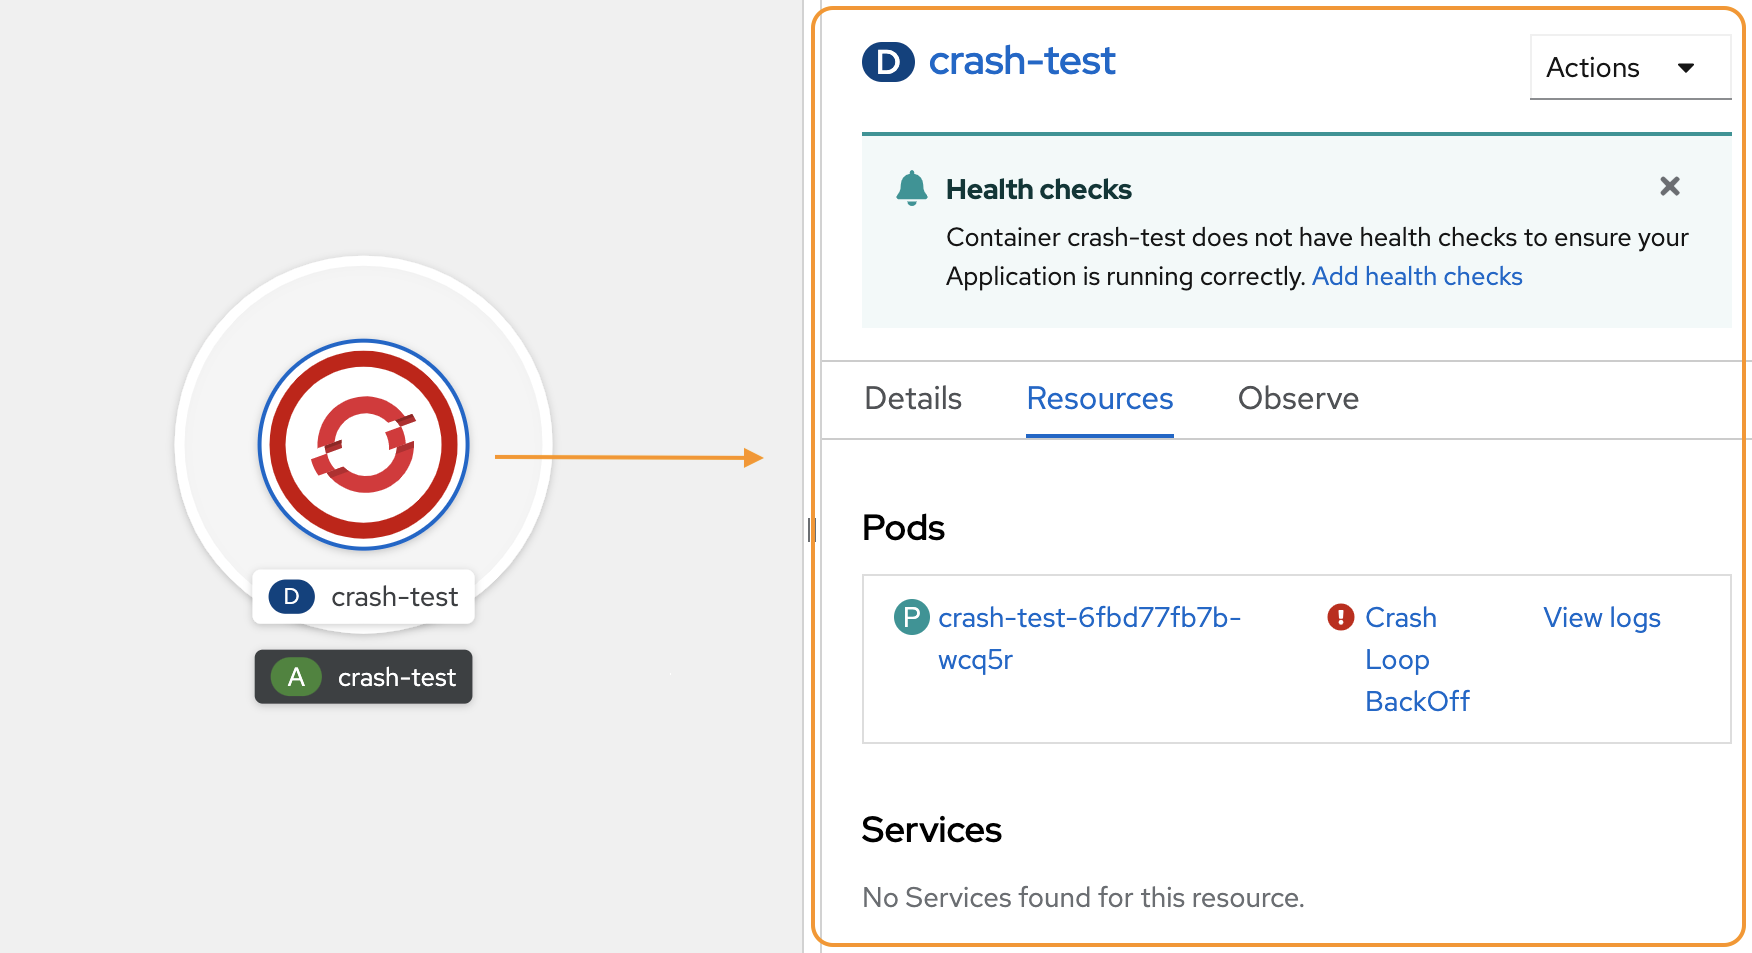 D crash-test
A crash-test
D crash-test
Actions
Health checks
Container crash-test does not have health checks to ensure your
Application is running correctly. Add health checks
Details Resources Observe
Pods
P crash-test-6fbd77fb7b- Crash View logs
wcq5r Loop
BackOff
Services
No Services found for this resource.